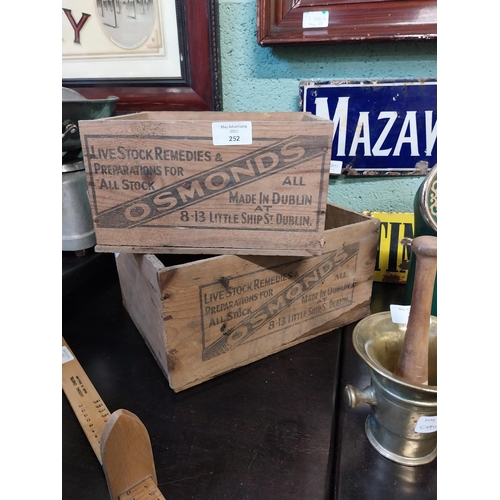 Y
MAZAW
252
LIVE STOCK REMEDIES &
PREPARATIONS FOR
ALL STOCK
OSMONDS
ALL
MADE IN DUBLIN
AT
8-13 LITTLE SHIP ST DUBLIN.
LIVE STOCK REMEDIES &
PREPARATIONS FOR
ALL STOCK
OSMONDS
ALL
MADE IN DUBLIN
AT
8-13 LITTLE SHIP ST DUBLIN